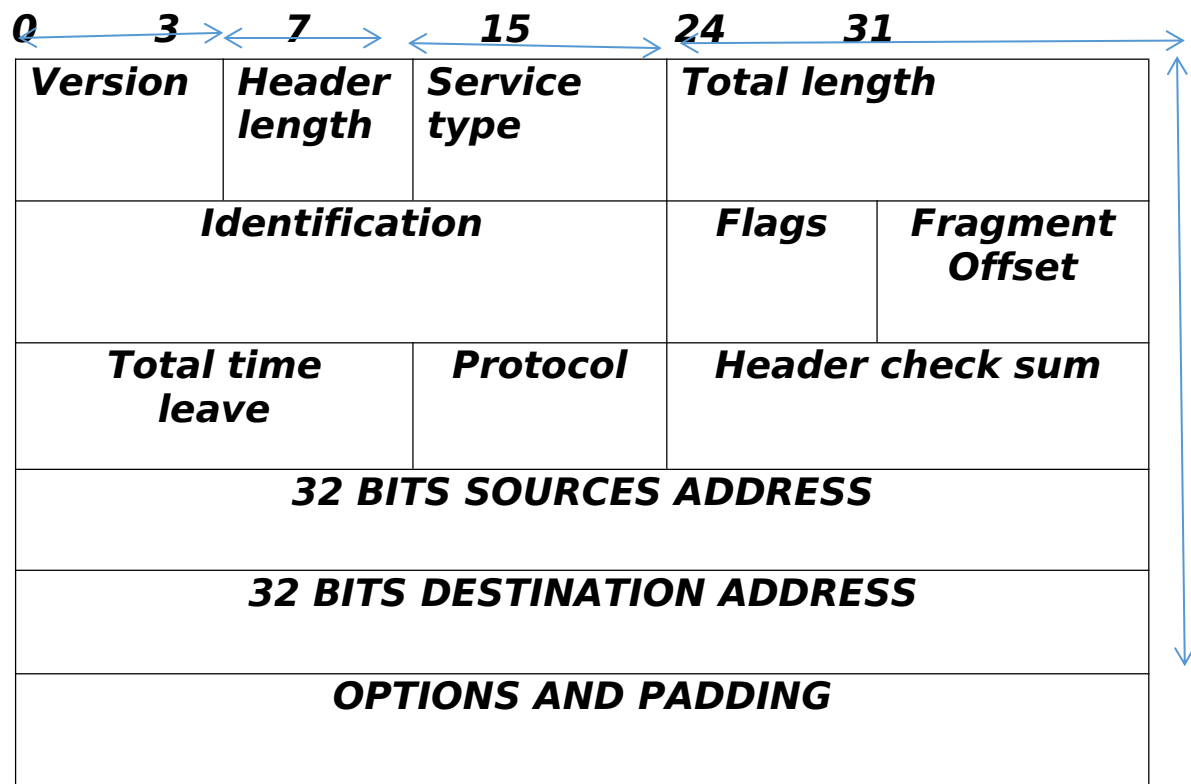 0 3 7 15 24 31
Version Header Service Total length
length type
Identification Flags Fragment
Offset
Total time Protocol Header check sum
leave
32 BITS SOURCES ADDRESS
32 BITS DESTINATION ADDRESS
OPTIONS AND PADDING